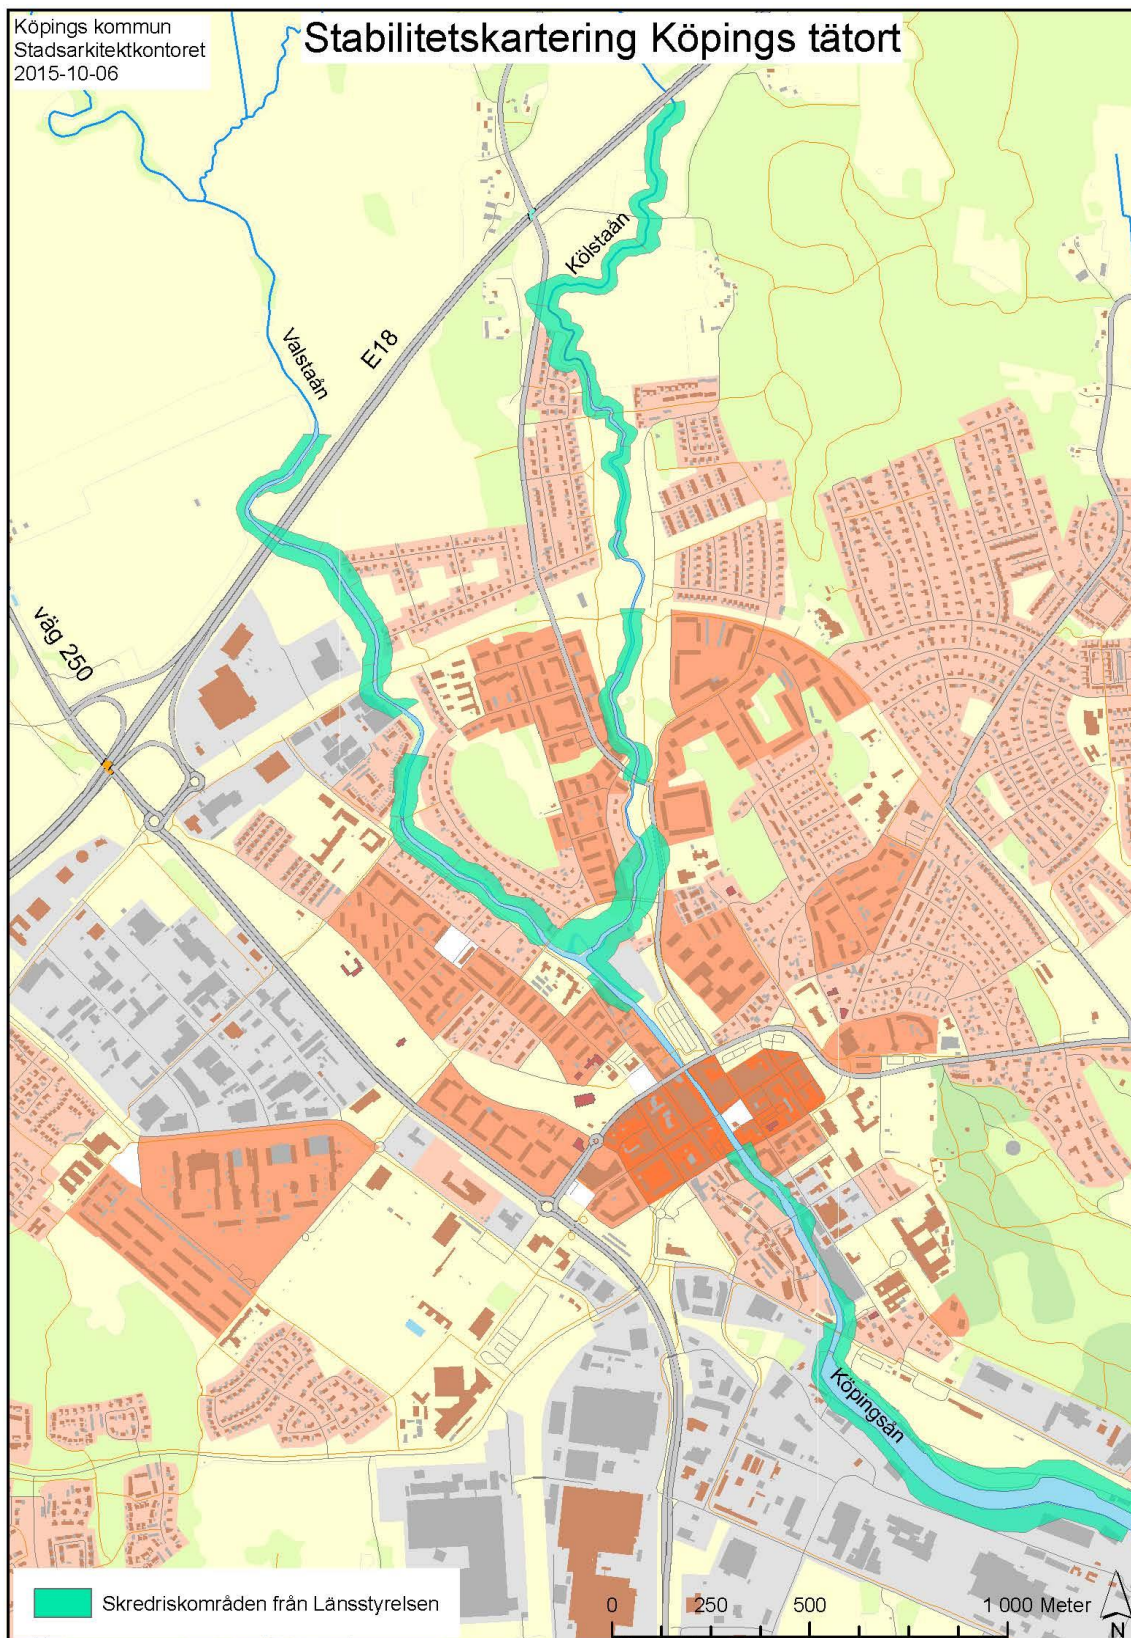 Köpings kommun
Stadsarkitektkontoret
2015-10-06
Stabilitetskartering Köpings tätort
Kölstaån
Valstaån
E18
väg 250
Köpingsån
Skredriskområden från Länsstyrelsen
0 250 500 1 000 Meter
N